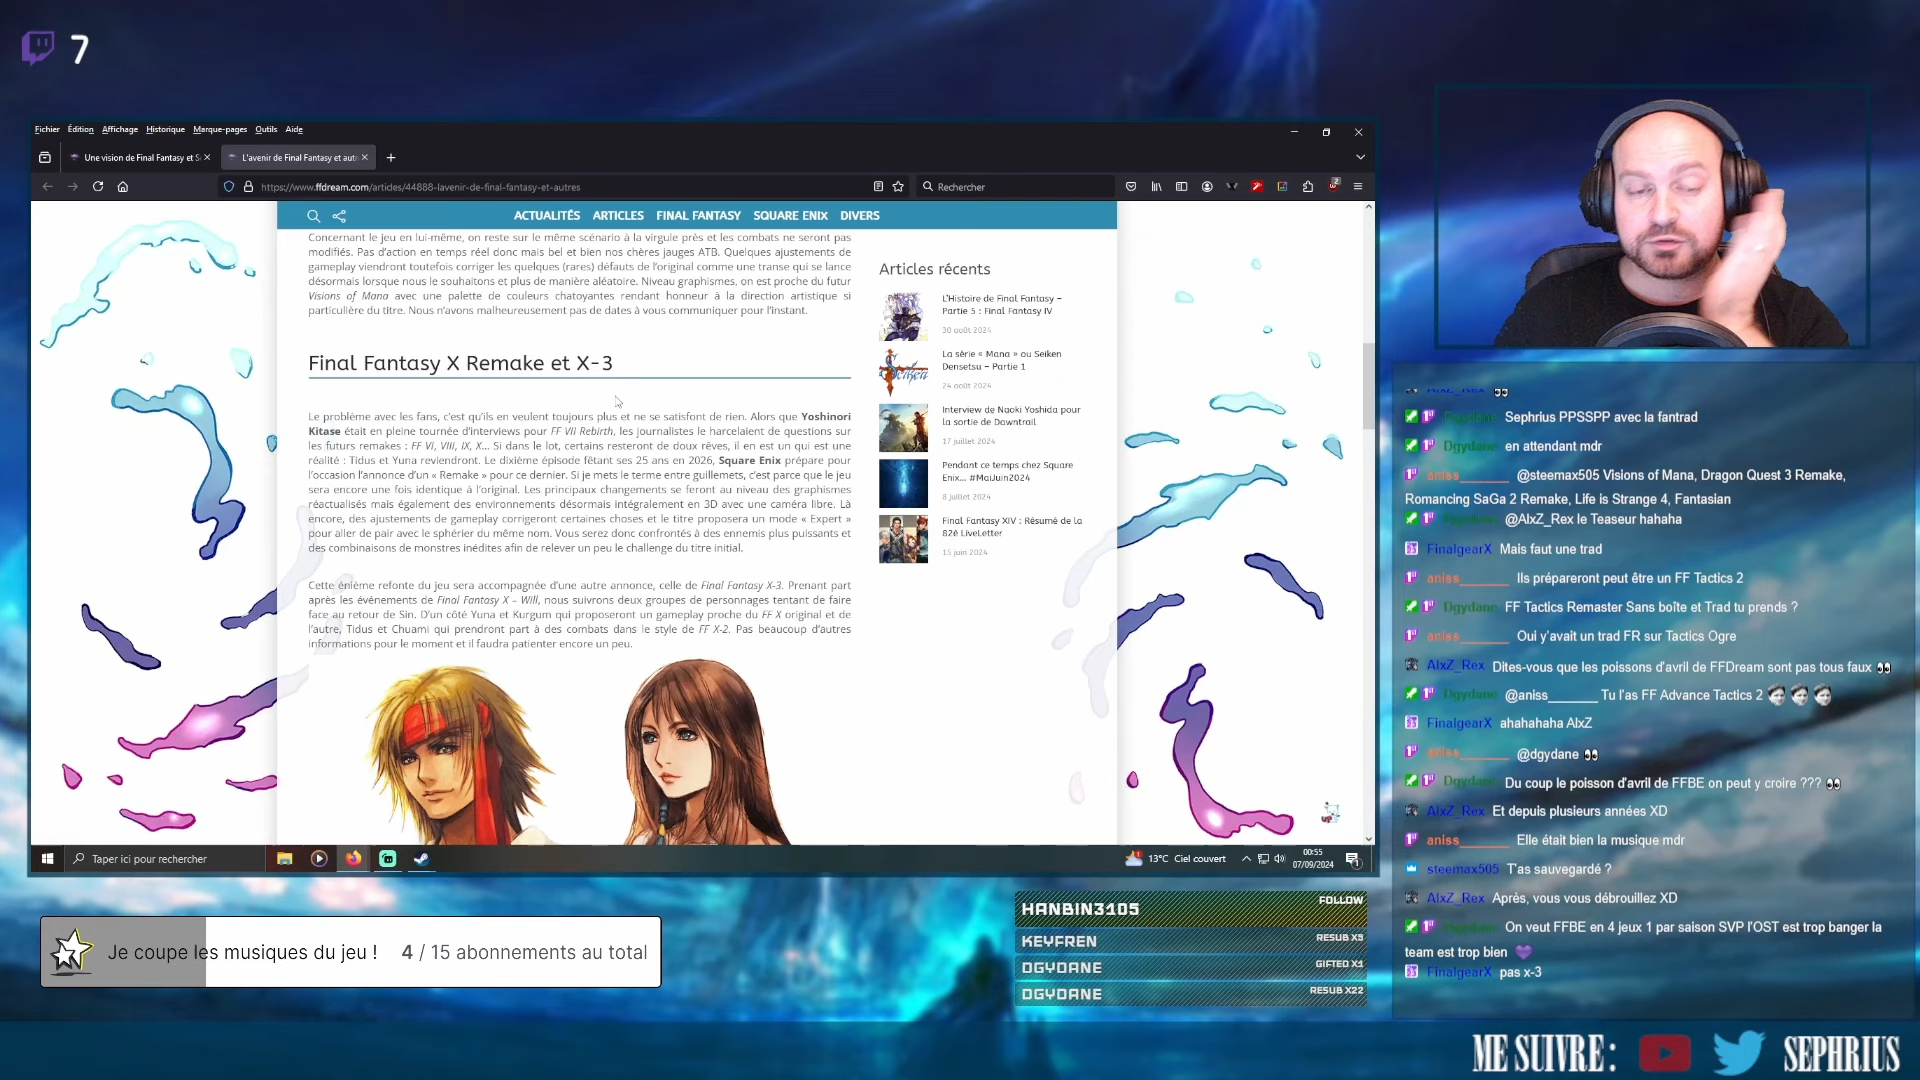 7
Fichier Édition Affichage Historique Marque-pages Outils Aide
Une vision de Final Fantasy et S
L'avenir de Final Fantasy et autr
https://www.ffdream.com/articles/44888-lavenir-de-final-fantasy-et-autres
Rechercher
2
ACTUALITÉS ARTICLES FINAL FANTASY SQUARE ENIX DIVERS
Concernant le jeu en lui-même, on reste sur le même scénario à la virgule près et les combats ne seront pas
modifiés. Pas d'action en temps réel donc mais bel et bien nos chères jauges ATB. Quelques ajustements de
gameplay viendront toutefois corriger les quelques (rares) défauts de l'original comme une transe qui se lance
désormais lorsque nous le souhaitons et plus de manière aléatoire. Niveau graphismes, on est proche du futur
Visions of Mana avec une palette de couleurs chatoyantes rendant honneur à la direction artistique si
particulière du titre. Nous n'avons malheureusement pas de dates à vous communiquer pour l'instant.
Final Fantasy X Remake et X-3
Le problème avec les fans, c'est qu'ils en veulent toujours plus et ne se satisfont de rien. Alors que Yoshinori
Kitase était en pleine tournée d'interviews pour FF VII Rebirth, les journalistes le harcelaient de questions sur
les futurs remakes : FF VI, VIII, IX, X... Si dans le lot, certains resteront de doux rêves, il en est un qui est une
réalité : Tidus et Yuna reviendront. Le dixième épisode fêtant ses 25 ans en 2026, Square Enix prépare pour
l'occasion l'annonce d'un « Remake » pour ce dernier. Si je mets le terme entre guillemets, c'est parce que le jeu
sera encore une fois identique à l'original. Les principaux changements se feront au niveau des graphismes
réactualisés mais également des environnements désormais intégralement en 3D avec une caméra libre. Là
encore, des ajustements de gameplay corrigeront certaines choses et le titre proposera un mode « Expert »
pour aller de pair avec le sphérier du même nom. Vous serez donc confrontés à des ennemis plus puissants et
des combinaisons de monstres inédites afin de relever un peu le challenge du titre initial.
Cette énième refonte du jeu sera accompagnée d'une autre annonce, celle de Final Fantasy X-3. Prenant part
après les événements de Final Fantasy X – Will, nous suivrons deux groupes de personnages tentant de faire
face au retour de Sin. D'un côté Yuna et Kurgum qui proposeront un gameplay proche du FF X original et de
l'autre, Tidus et Chuami qui prendront part à des combats dans le style de FF X-2. Pas beaucoup d'autres
informations pour le moment et il faudra patienter encore un peu.
Articles récents
L'Histoire de Final Fantasy –
Partie 5 : Final Fantasy IV
30 août 2024
La série « Mana » ou Seiken
Densetsu – Partie 1
24 août 2024
Interview de Naoki Yoshida pour
la sortie de Dawntrail
17 juillet 2024
Pendant ce temps chez Square
Enix... #MaiJuin2024
8 juillet 2024
Final Fantasy XIV : Résumé de la
82è LiveLetter
15 juin 2024
UP
Taper ici pour rechercher
13°C Ciel couvert
00:55
07/09/2024
AlxZ_Rex
Dgydane Sephrius PPSSPP avec la fantrad
Dgydane en attendant mdr
aniss_______ @steemax505 Visions of Mana, Dragon Quest 3 Remake,
Romancing SaGa 2 Remake, Life is Strange 4, Fantasian
Dgydane @AlxZ_Rex le Teaseur hahaha
FinalgearX Mais faut une trad
aniss_______ Ils prépareront peut être un FF Tactics 2
Dgydane FF Tactics Remaster Sans boîte et Trad tu prends ?
aniss_______ Oui y'avait un trad FR sur Tactics Ogre
AlxZ_Rex Dites-vous que les poissons d'avril de FFDream sont pas tous faux 👀
Dgydane @aniss_______ Tu l'as FF Advance Tactics 2
FinalgearX ahahahaha AlxZ
aniss_______ @dgydane 👀
Dgydane Du coup le poisson d'avril de FFBE on peut y croire ??? 👀
AlxZ_Rex Et depuis plusieurs années XD
aniss_______ Elle était bien la musique mdr
steemax505 T'as sauvegardé ?
AlxZ_Rex Après, vous vous débrouillez XD
Dgydane On veut FFBE en 4 jeux 1 par saison SVP l'OST est trop banger la
team est trop bien 💜
FinalgearX pas x-3
Je coupe les musiques du jeu ! 4 / 15 abonnements au total
HANBIN3105 FOLLOW
KEYFREN RESUB X5
DGYDANE GIFTED X1
DGYDANE RESUB X22
ME SUIVRE : SEPHRIUS